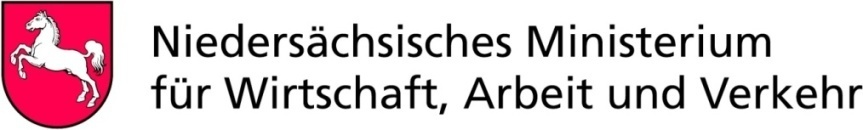 Niedersächsisches Ministerium
für Wirtschaft, Arbeit und Verkehr